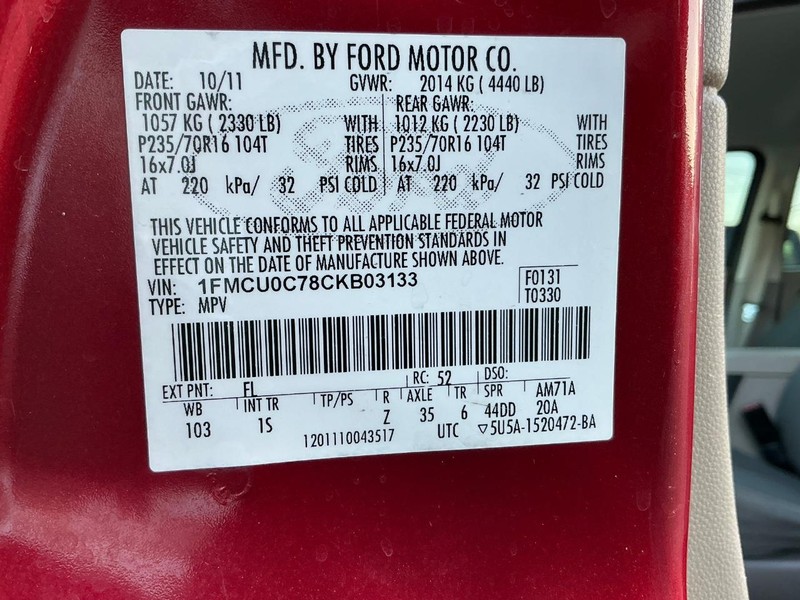 MFD. BY FORD MOTOR CO.
DATE: 10/11 GVWR: 2014 KG ( 4440 LB)
FRONT GAWR: REAR GAWR:
1057 KG ( 2330 LB) WITH 1012 KG ( 2230 LB) WITH
P235/70R16 104T TIRES P235/70R16 104T TIRES
16x7.0J RIMS 16x7.0J RIMS
AT 220 kPa/ 32 PSI COLD AT 220 kPa/ 32 PSI COLD
THIS VEHICLE CONFORMS TO ALL APPLICABLE FEDERAL MOTOR
VEHICLE SAFETY AND THEFT PREVENTION STANDARDS IN
EFFECT ON THE DATE OF MANUFACTURE SHOWN ABOVE.
VIN: 1FMCU0C78CKB03133 F0131
TYPE: MPV T0330
EXT PNT: FL RC: 52 DSO:
WB INT TR TP/PS R AXLE TR SPR AM71A
103 1S Z 35 6 44DD 20A
1201110043517 UTC ▽5U5A-1520472-BA